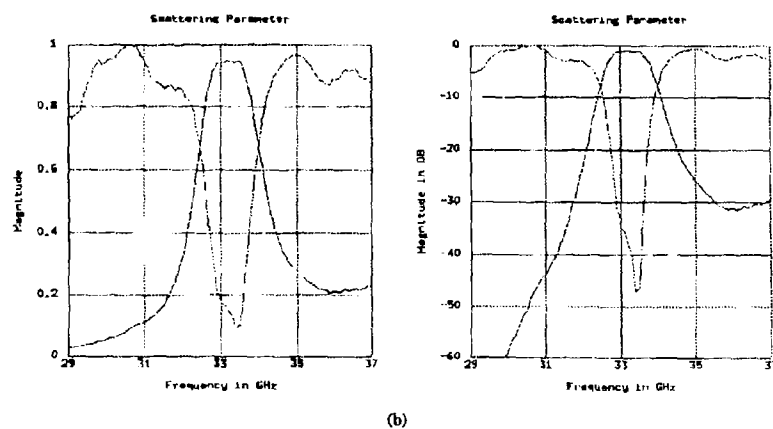 Scattering Parameter
Magnitude
1
0.8
0.6
0.4
0.2
0
29 31 33 35 37
Frequency in GHz
Scattering Parameter
Magnitude in DB
0
-10
-20
-30
-40
-50
-60
29 31 33 35 3
Frequency in GHz
(b)